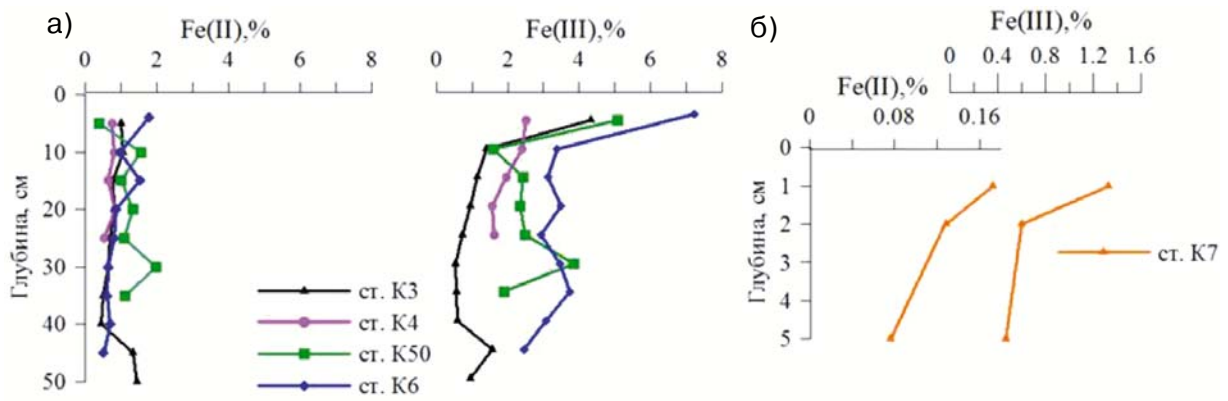 а)
Fe(II),%
0 2 4 6 8
Fe(III),%
0 2 4 6 8
Глубина, см
0
10
20
30
40
50
ст. К3
ст. К4
ст. К50
ст. К6
б)
Fe(III),%
0 0.4 0.8 1.2 1.6
Fe(II),%
0 0.08 0.16
Глубина, см
0
1
2
3
4
5
ст. К7